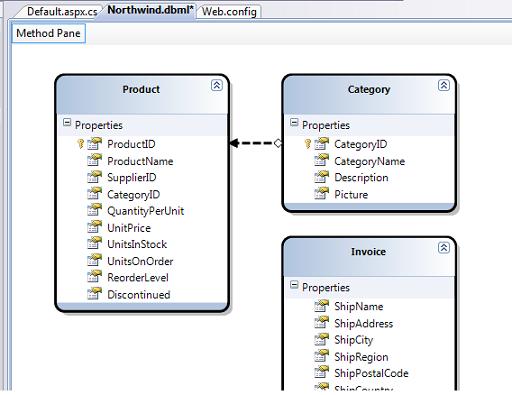 Default.aspx.cs Northwind.dbml* Web.config
Method Pane
Product
Properties
ProductID
ProductName
SupplierID
CategoryID
QuantityPerUnit
UnitPrice
UnitsInStock
UnitsOnOrder
ReorderLevel
Discontinued
Category
Properties
CategoryID
CategoryName
Description
Picture
Invoice
Properties
ShipName
ShipAddress
ShipCity
ShipRegion
ShipPostalCode
ShipCountry